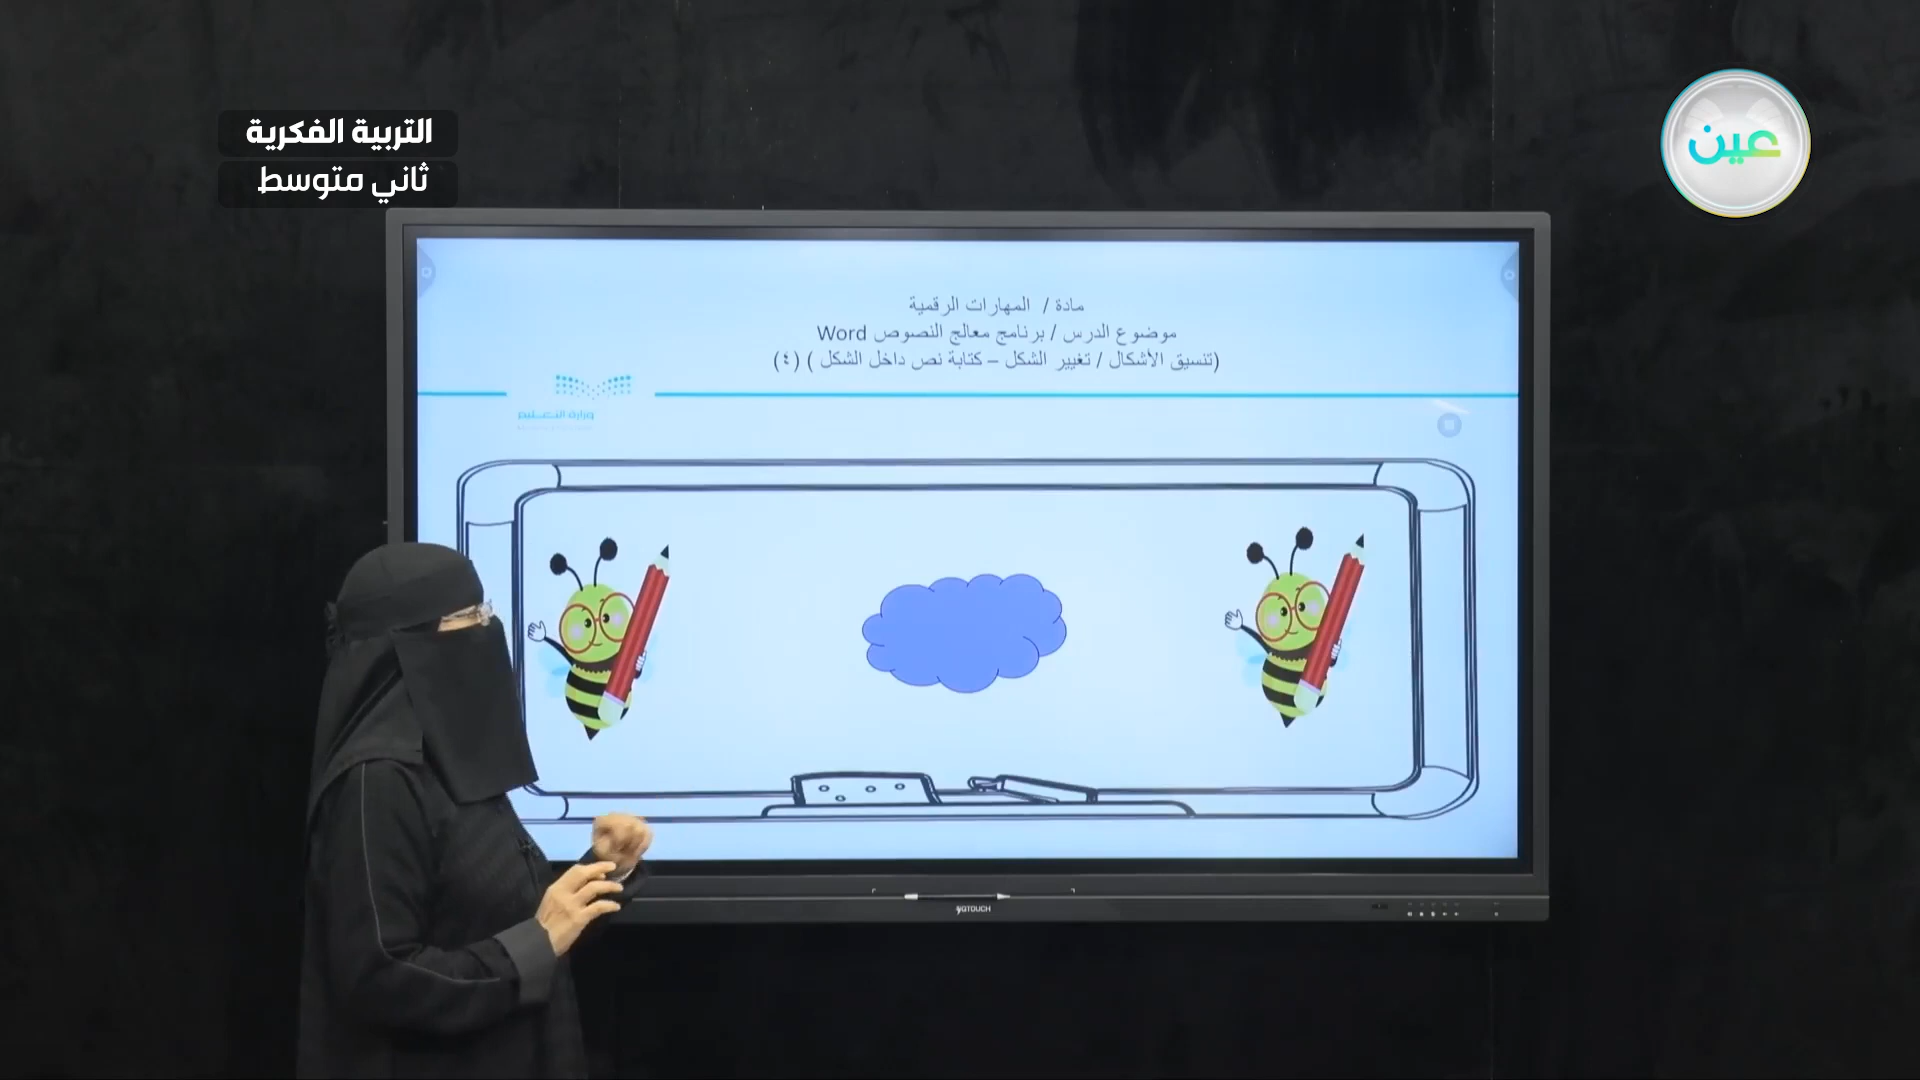 التربية الفكرية
ثاني متوسط
عين
مادة / المهارات الرقمية
موضوع الدرس / برنامج معالج النصوص Word
(تنسيق الأشكال / تغيير الشكل – كتابة نص داخل الشكل ) (٤)
وزارة التعليم